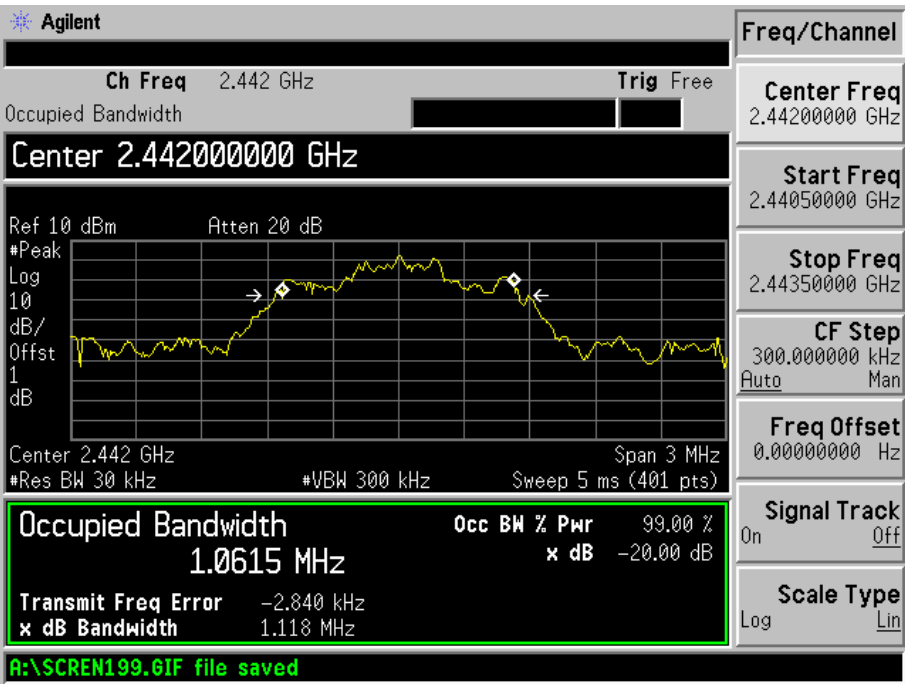 Agilent
Ch Freq 2.442 GHz Trig Free
Occupied Bandwidth
Center 2.442000000 GHz
Ref 10 dBm Atten 20 dB
#Peak
Log
10
dB/
Offst
1
dB
Center 2.442 GHz Span 3 MHz
#Res BW 30 kHz #VBW 300 kHz Sweep 5 ms (401 pts)
Occupied Bandwidth
1.0615 MHz
Occ BW % Pwr 99.00 %
x dB -20.00 dB
Transmit Freq Error -2.840 kHz
x dB Bandwidth 1.118 MHz
A:\SCREN199.GIF file saved
Freq/Channel
Center Freq
2.44200000 GHz
Start Freq
2.44050000 GHz
Stop Freq
2.44350000 GHz
CF Step
300.000000 kHz
Auto Man
Freq Offset
0.00000000 Hz
Signal Track
On Off
Scale Type
Log Lin